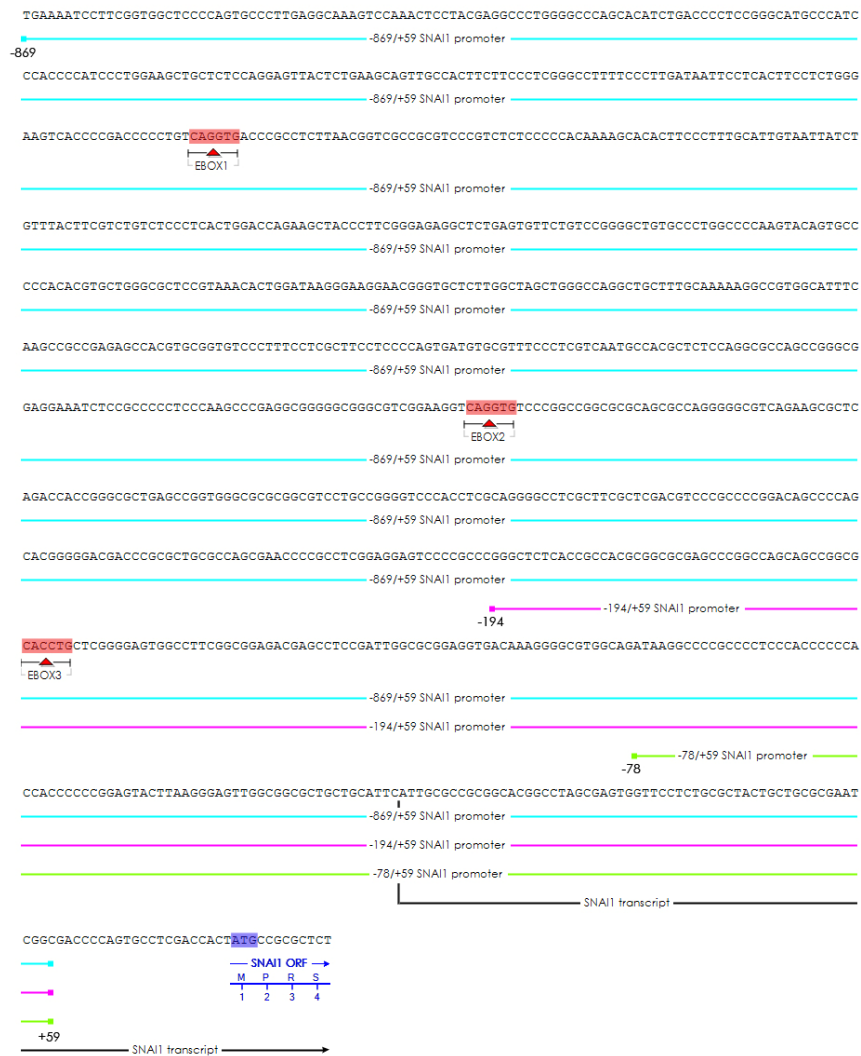 TGAAAATCCTTCGGTGGCTCCCCAGTGCCCTTGAGGCAAAGTCCAAACTCCTACGAGGCCCTGGGGCCCAGCACATCTGACCCCTCCGGGCATGCCCATC
-869/+59 SNAI1 promoter
-869
CCACCCCATCCCTGGAAGCTGCTCTCCAGGAGTTACTCTGAAGCAGTTGCCACTTCTTCCCTCGGGCCTTTTCCCTTGATAATTCCTCACTTCCTCTGGG
-869/+59 SNAI1 promoter
AAGTCACCCCGACCCCCTGTCAGGTGACCCGCCTCTTAACGGTCGCCGCGTCCCGTCTCTCCCCCACAAAAGCACACTTCCCTTTGCATTGTAATTATCT
EBOX1
-869/+59 SNAI1 promoter
GTTTACTTCGTCTGTCTCCCTCACTGGACCAGAAGCTACCCTTCGGGAGAGGCTCTGAGTGTTCTGTCCGGGGCTGTGCCCTGGCCCCAAGTACAGTGCC
-869/+59 SNAI1 promoter
CCCACACGTGCTGGGCGCTCCGTAAACACTGGATAAGGGAAGGAACGGGTGCTCTTGGCTAGCTGGGCCAGGCTGCTTTGCAAAAAGGCCGTGGCATTTC
-869/+59 SNAI1 promoter
AAGCCGCCGAGAGCCACGTGCGGTGTCCCTTTCCTCGCTTCCTCCCCAGTGATGTGCGTTTCCCTCGTCAATGCCACGCTCTCCAGGCGCCAGCCGGGCG
-869/+59 SNAI1 promoter
GAGGAAATCTCCGCCCCCTCCCAAGCCCGAGGCGGGGGCGGGCGTCGGAAGGTCAGGTGTCCCGGCCGGCGCGCAGCGCCAGGGGGCGTCAGAAGCGCTC
EBOX2
-869/+59 SNAI1 promoter
AGACCACCGGGCGCTGAGCCGGTGGGCGCGCGGCGTCCTGCCGGGGTCCCACCTCGCAGGGGCCTCGCTTCGCTCGACGTCCCGCCCCGGACAGCCCCAG
-869/+59 SNAI1 promoter
CACGGGGGACGACCCGCGCTGCGCCAGCGAACCCCGCCTCGGAGGAGTCCCCGCCCGGGCTCTCACCGCCACGCGGCGCGAGCCCGGCCAGCAGCCGGCG
-869/+59 SNAI1 promoter
-194/+59 SNAI1 promoter
-194
CACCTGCTCGGGGAGTGGCCTTCGGCGGAGACGAGCCTCCGATTGGCGCGGAGGTGACAAAGGGGCGTGGCAGATAAGGCCCCGCCCCTCCCACCCCCCA
EBOX3
-869/+59 SNAI1 promoter
-194/+59 SNAI1 promoter
-78/+59 SNAI1 promoter
-78
CCACCCCCCGGAGTACTTAAGGGAGTTGGCGGCGCTGCTGCATTCATTGCGCCGCGGCACGGCCTAGCGAGTGGTTCCTCTGCGCTACTGCTGCGCGAAT
-869/+59 SNAI1 promoter
-194/+59 SNAI1 promoter
-78/+59 SNAI1 promoter
SNAI1 transcript
CGGCGACCCCAGTGCCTCGACCACTATGCCGCGCTCT
SNAI1 ORF
M P R S
1 2 3 4
+59
SNAI1 transcript